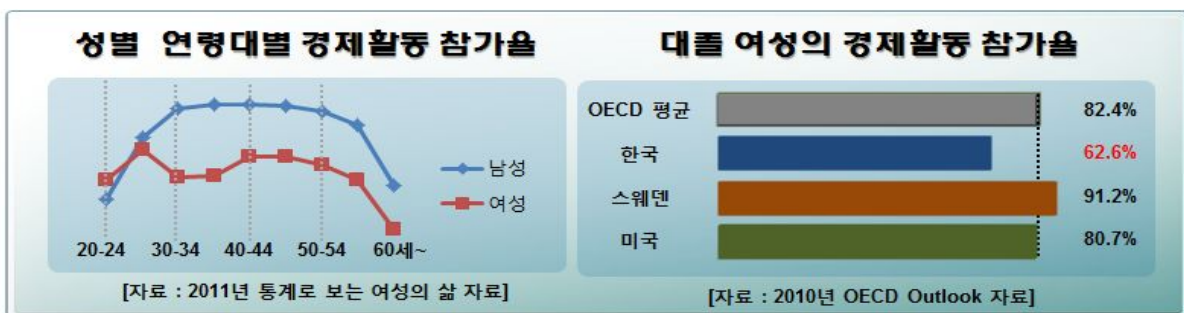 성별 연령대별 경제활동 참가율
남성
여성
20-24 30-34 40-44 50-54 60세~
[자료 : 2011년 통계로 보는 여성의 삶 자료]
대졸 여성의 경제활동 참가율
OECD 평균 82.4%
한국 62.6%
스웨덴 91.2%
미국 80.7%
[자료 : 2010년 OECD Outlook 자료]